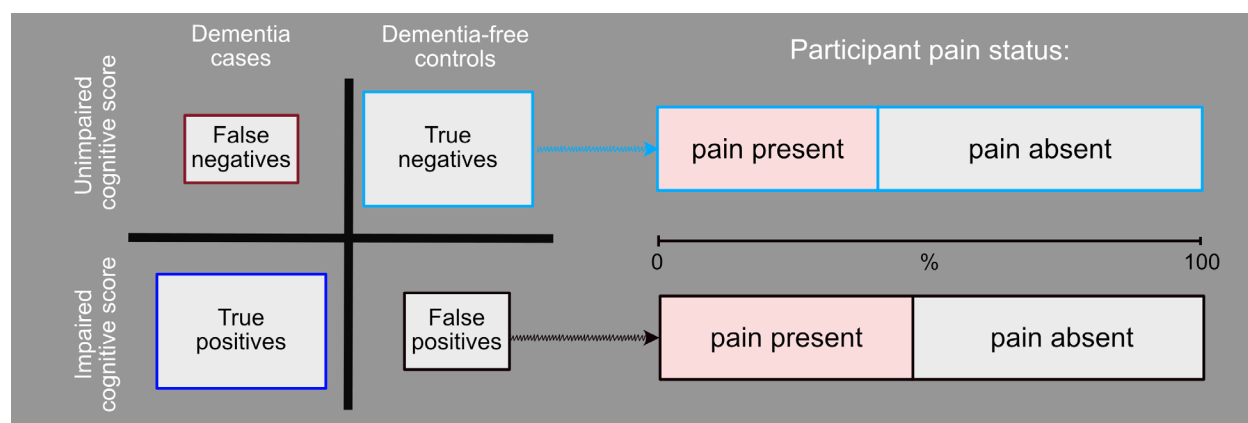 Dementia
cases
Dementia-free
controls
Participant pain status:
Unimpaired
cognitive score
False
negatives
True
negatives
pain present
pain absent
0
%
100
Impaired
cognitive score
True
positives
False
positives
pain present
pain absent